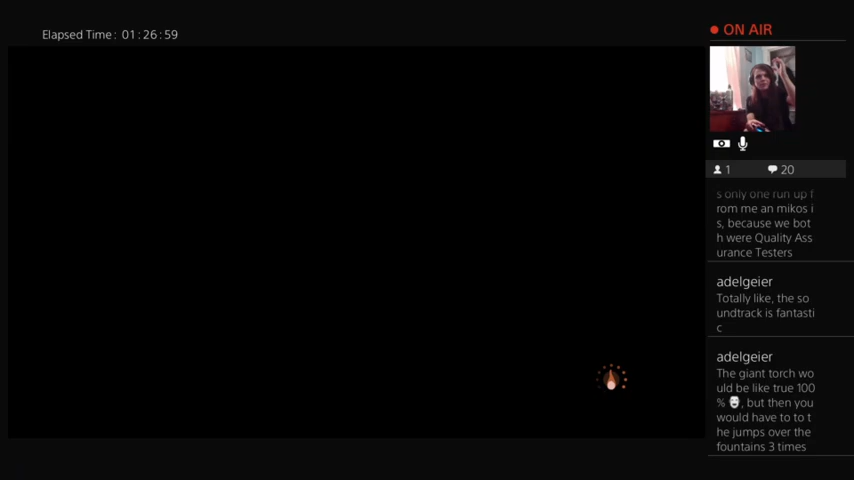 Elapsed Time: 01:26:59
ON AIR
1
20
s only one run up f
rom me an mikos i
s, because we bot
h were Quality Ass
urance Testers
adelgeier
Totally like, the so
undtrack is fantasti
c
adelgeier
The giant torch wo
uld be like true 100
%, but then you
would have to to t
he jumps over the
fountains 3 times